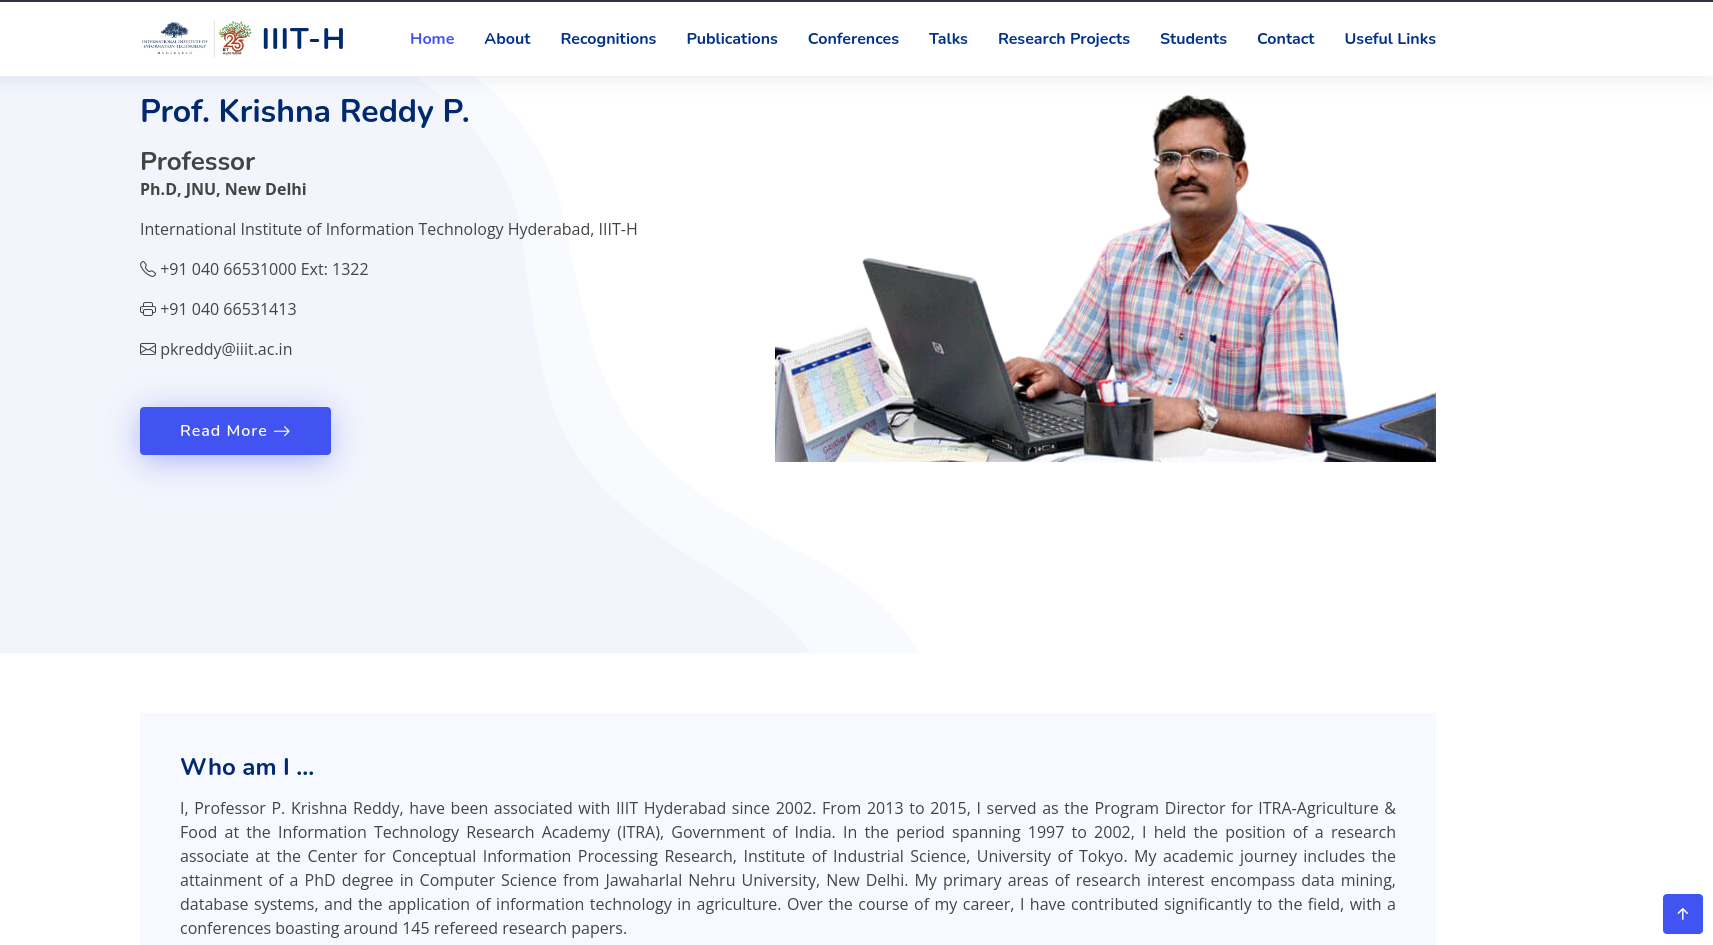 INTERNATIONAL INSTITUTE OF
INFORMATION TECHNOLOGY
HYDERABAD
25
IIIT-H
Home About Recognitions Publications Conferences Talks Research Projects Students Contact Useful Links
Prof. Krishna Reddy P.
Professor
Ph.D, JNU, New Delhi
International Institute of Information Technology Hyderabad, IIIT-H
+91 040 66531000 Ext: 1322
+91 040 66531413
pkreddy@iiit.ac.in
Read More →
Who am I ...
I, Professor P. Krishna Reddy, have been associated with IIIT Hyderabad since 2002. From 2013 to 2015, I served as the Program Director for ITRA-Agriculture &
Food at the Information Technology Research Academy (ITRA), Government of India. In the period spanning 1997 to 2002, I held the position of a research
associate at the Center for Conceptual Information Processing Research, Institute of Industrial Science, University of Tokyo. My academic journey includes the
attainment of a PhD degree in Computer Science from Jawaharlal Nehru University, New Delhi. My primary areas of research interest encompass data mining,
database systems, and the application of information technology in agriculture. Over the course of my career, I have contributed significantly to the field, with a
conferences boasting around 145 refereed research papers.